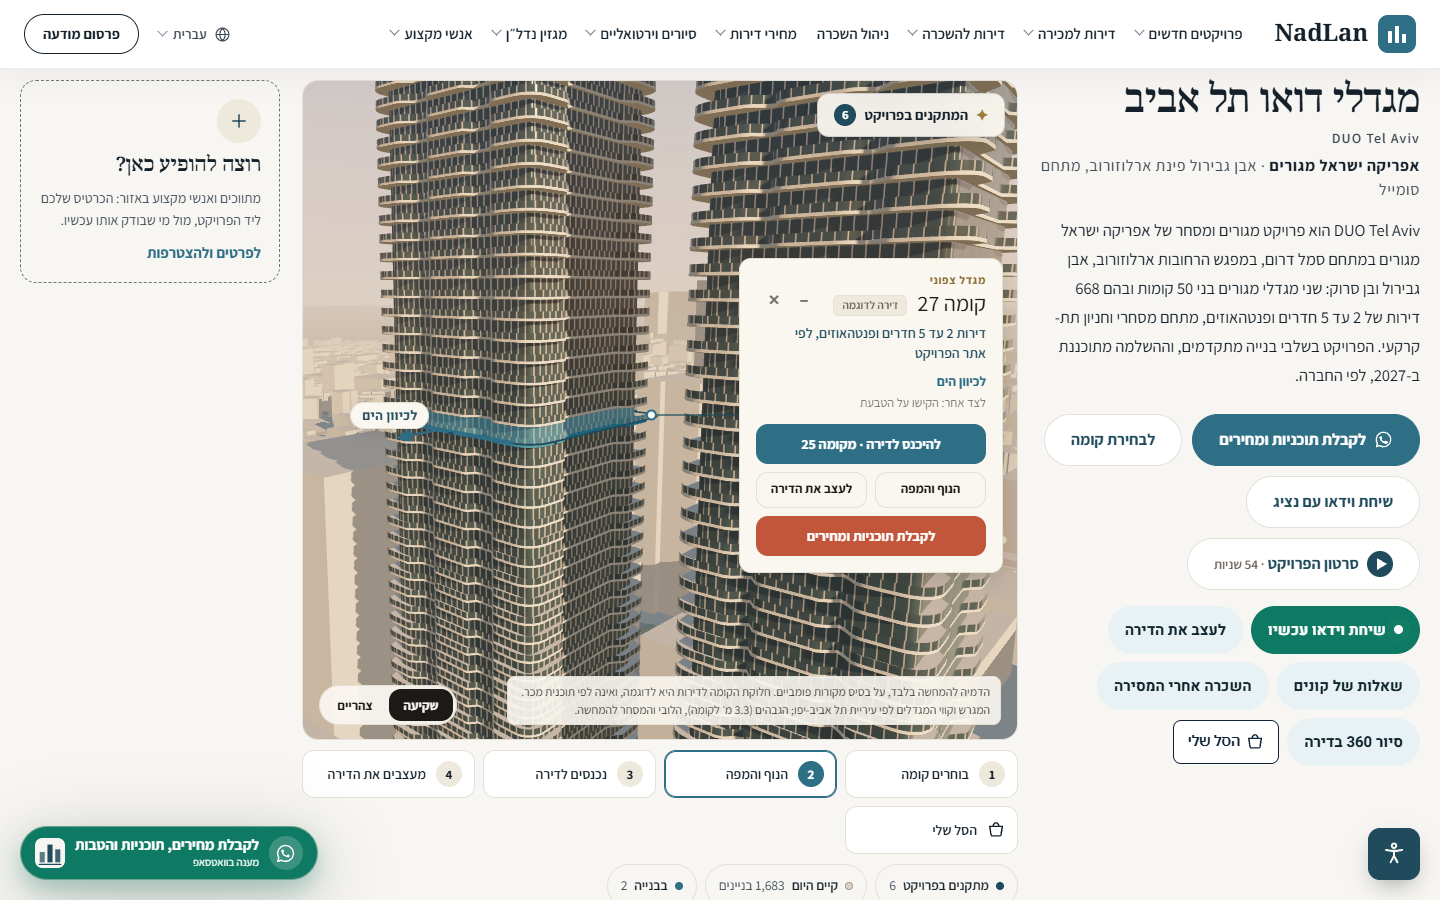 NadLan
פרויקטים חדשים
דירות למכירה
דירות להשכרה
ניהול השכרה
מחירי דירות
סיורים וירטואליים
מגזין נדל״ן
אנשי מקצוע
עברית
פרסום מודעה
מגדלי דואו תל אביב
DUO Tel Aviv
אפריקה ישראל מגורים · אבן גבירול פינת ארלוזורוב, מתחם
סומייל
DUO Tel Aviv הוא פרויקט מגורים ומסחר של אפריקה ישראל
מגורים במתחם סמל דרום, במפגש הרחובות ארלוזורוב, אבן
גבירול ובן סרוק: שני מגדלי מגורים בני 50 קומות ובהם 668
דירות של 2 עד 5 חדרים ופנטהאוזים, מתחם מסחרי וחניון תת-
קרקעי. הפרויקט בשלבי בנייה מתקדמים, וההשלמה מתוכננת
ב-2027, לפי החברה.
לקבלת תוכניות ומחירים
לבחירת קומה
שיחת וידאו עם נציג
סרטון הפרויקט · 54 שניות
שיחת וידאו עכשיו
לעצב את הדירה
שאלות של קונים
השכרה אחרי המסירה
סיור 360 בדירה
הסל שלי
המתקנים בפרויקט 6
מגדל צפוני
קומה 27 דירה לדוגמה
דירות 2 עד 5 חדרים ופנטהאוזים, לפי
אתר הפרויקט
לכיוון הים
לצד אחר: הקישו על הטבעת
להיכנס לדירה · מקומה 25
הנוף והמפה
לעצב את הדירה
לקבלת תוכניות ומחירים
לכיוון הים
הדמיה להמחשה בלבד, על בסיס מקורות פומביים. חלוקת הקומה לדירות היא לדוגמה, ואינה לפי תוכנית מכר.
המגרש וקווי המגדלים לפי עיריית תל אביב-יפו; הגבהים (3.3 מ׳ לקומה), הלובי והמסחר להמחשה.
שקיעה
צהריים
1 בוחרים קומה
2 הנוף והמפה
3 נכנסים לדירה
4 מעצבים את הדירה
הסל שלי
מתקנים בפרויקט 6
קיים היום 1,683 בניינים
בבנייה 2
רוצה להופיע כאן?
מתווכים ואנשי מקצוע באזור: הכרטיס שלכם
ליד הפרויקט, מול מי שבודק אותו עכשיו.
לפרטים ולהצטרפות
לקבלת מחירים, תוכניות והטבות
מענה בוואטסאפ